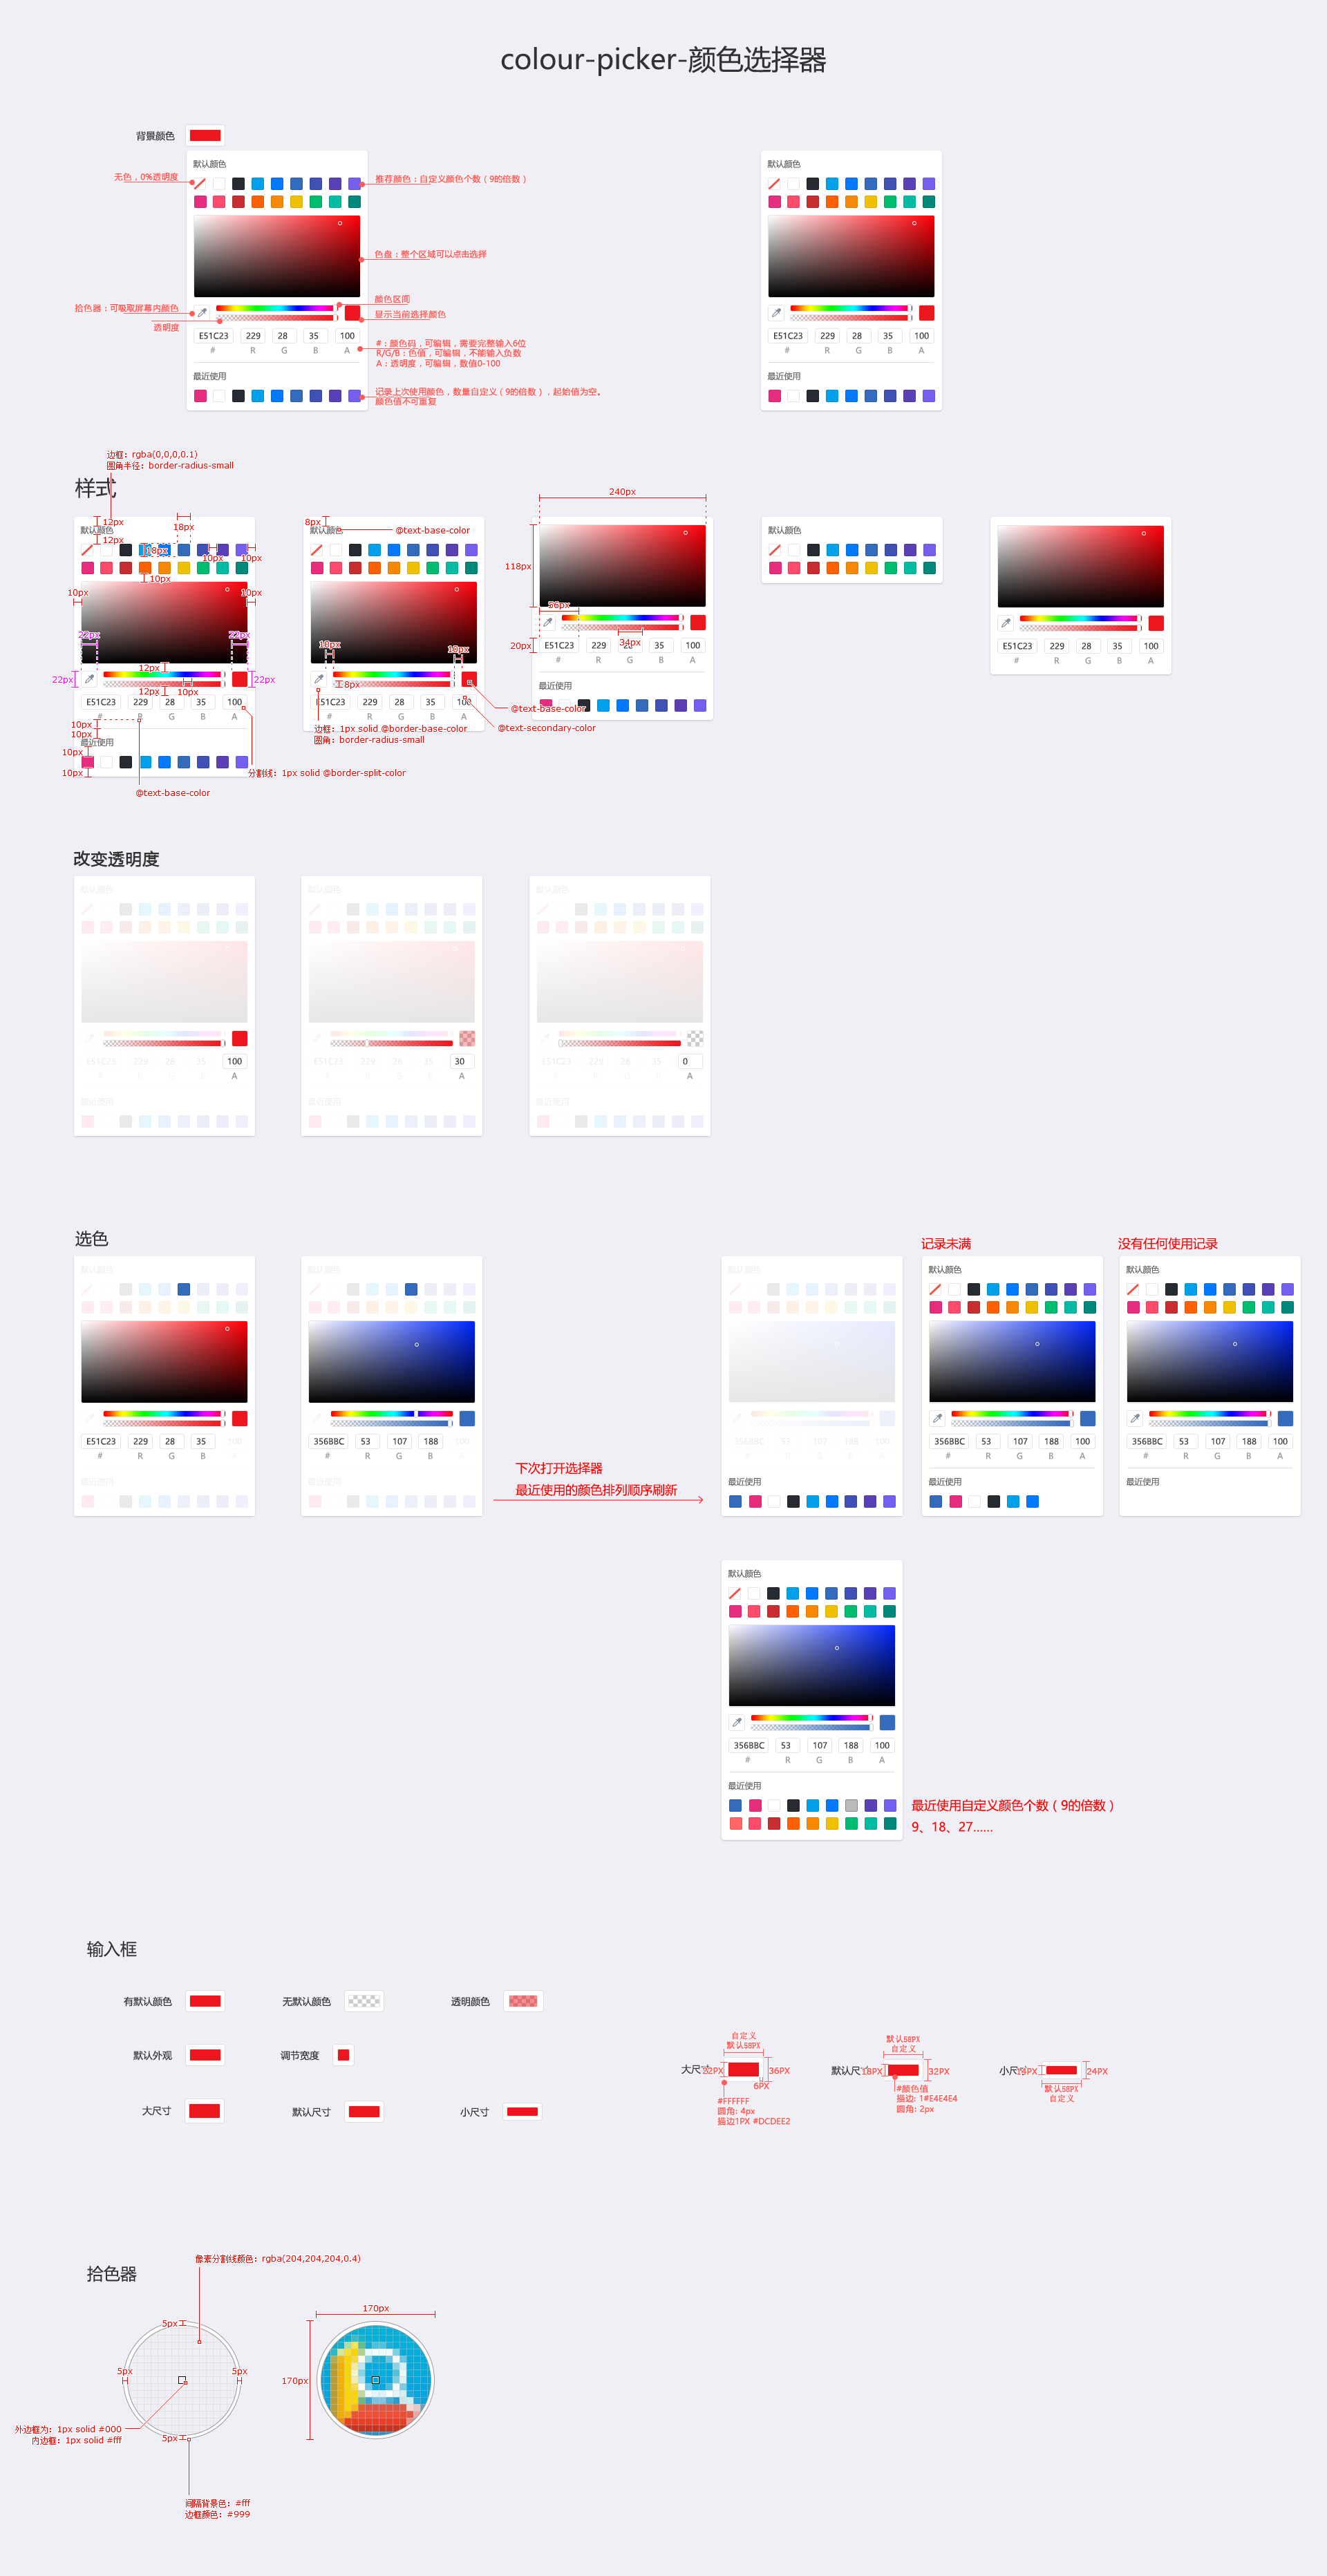 colour-picker-颜色选择器
背景颜色
默认颜色
无色，0%透明度
推荐颜色：自定义颜色个数（9的倍数）
色盘：整个区域可以点击选择
颜色区间
拾色器：可吸取屏幕内颜色
显示当前选择颜色
透明度
E51C23 229 28 35 100
# R G B A
#：颜色码，可编辑，需要完整输入6位
R/G/B：色值，可编辑，不能输入负数
A：透明度，可编辑，数值0-100
最近使用
记录上次使用颜色，数量自定义（9的倍数），起始值为空。
颜色值不可重复
默认颜色
E51C23 229 28 35 100
# R G B A
最近使用
样式
边框：rgba(0,0,0,0.1)
圆角半径：border-radius-small
默认颜色
12px
18px
12px
18px
10px
10px
10px
10px
10px
22px
22px
12px
22px
22px
12px
10px
E51C23 229 28 35 100
# R G B A
10px
10px
最近使用
10px
10px
分割线：1px solid @border-split-color
@text-base-color
8px
默认颜色
@text-base-color
10px
10px
8px
E51C23 229 28 35 100
# R G B A
边框：1px solid @border-base-color
圆角：border-radius-small
@text-base-color
@text-secondary-color
240px
118px
56px
34px
20px
E51C23 229 28 35 100
# R G B A
最近使用
默认颜色
E51C23 229 28 35 100
# R G B A
改变透明度
默认颜色
E51C23 229 28 35 100
# R G B A
最近使用
默认颜色
E51C23 229 28 35 30
# R G B A
最近使用
默认颜色
E51C23 229 28 35 0
# R G B A
最近使用
选色
默认颜色
E51C23 229 28 35 100
# R G B A
最近使用
默认颜色
356BBC 53 107 188 100
# R G B A
最近使用
下次打开选择器
最近使用的颜色排列顺序刷新
默认颜色
356BBC 53 107 188 100
# R G B A
最近使用
记录未满
默认颜色
356BBC 53 107 188 100
# R G B A
最近使用
没有任何使用记录
默认颜色
356BBC 53 107 188 100
# R G B A
最近使用
默认颜色
356BBC 53 107 188 100
# R G B A
最近使用
最近使用自定义颜色个数（9的倍数）
9、18、27......
输入框
有默认颜色
无默认颜色
透明颜色
默认外观
调节宽度
大尺寸
默认尺寸
小尺寸
自定义
默认58PX
大尺寸
22PX
36PX
6PX
#FFFFFF
圆角: 4px
描边1PX #DCDEE2
默认58PX
自定义
默认尺寸
18PX
32PX
#颜色值
描边: 1#E4E4E4
圆角: 2px
小尺寸
24PX
默认58PX
自定义
拾色器
像素分割线颜色：rgba(204,204,204,0.4)
5px
5px
5px
5px
外边框为：1px solid #000
内边框：1px solid #fff
间隔背景色：#fff
边框颜色：#999
170px
170px